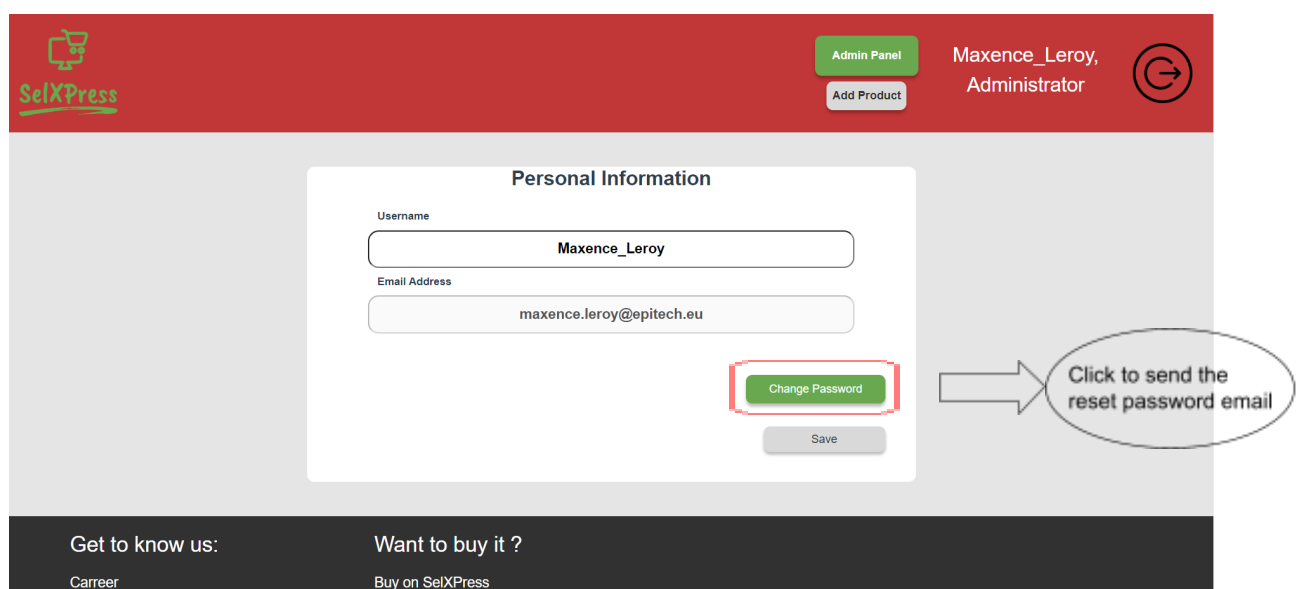 SelXPress
Admin Panel
Add Product
Maxence_Leroy,
Administrator
Personal Information
Username
Maxence_Leroy
Email Address
maxence.leroy@epitech.eu
Change Password
Save
Click to send the
reset password email
Get to know us:
Want to buy it ?
Carreer
Buy on SelXPress